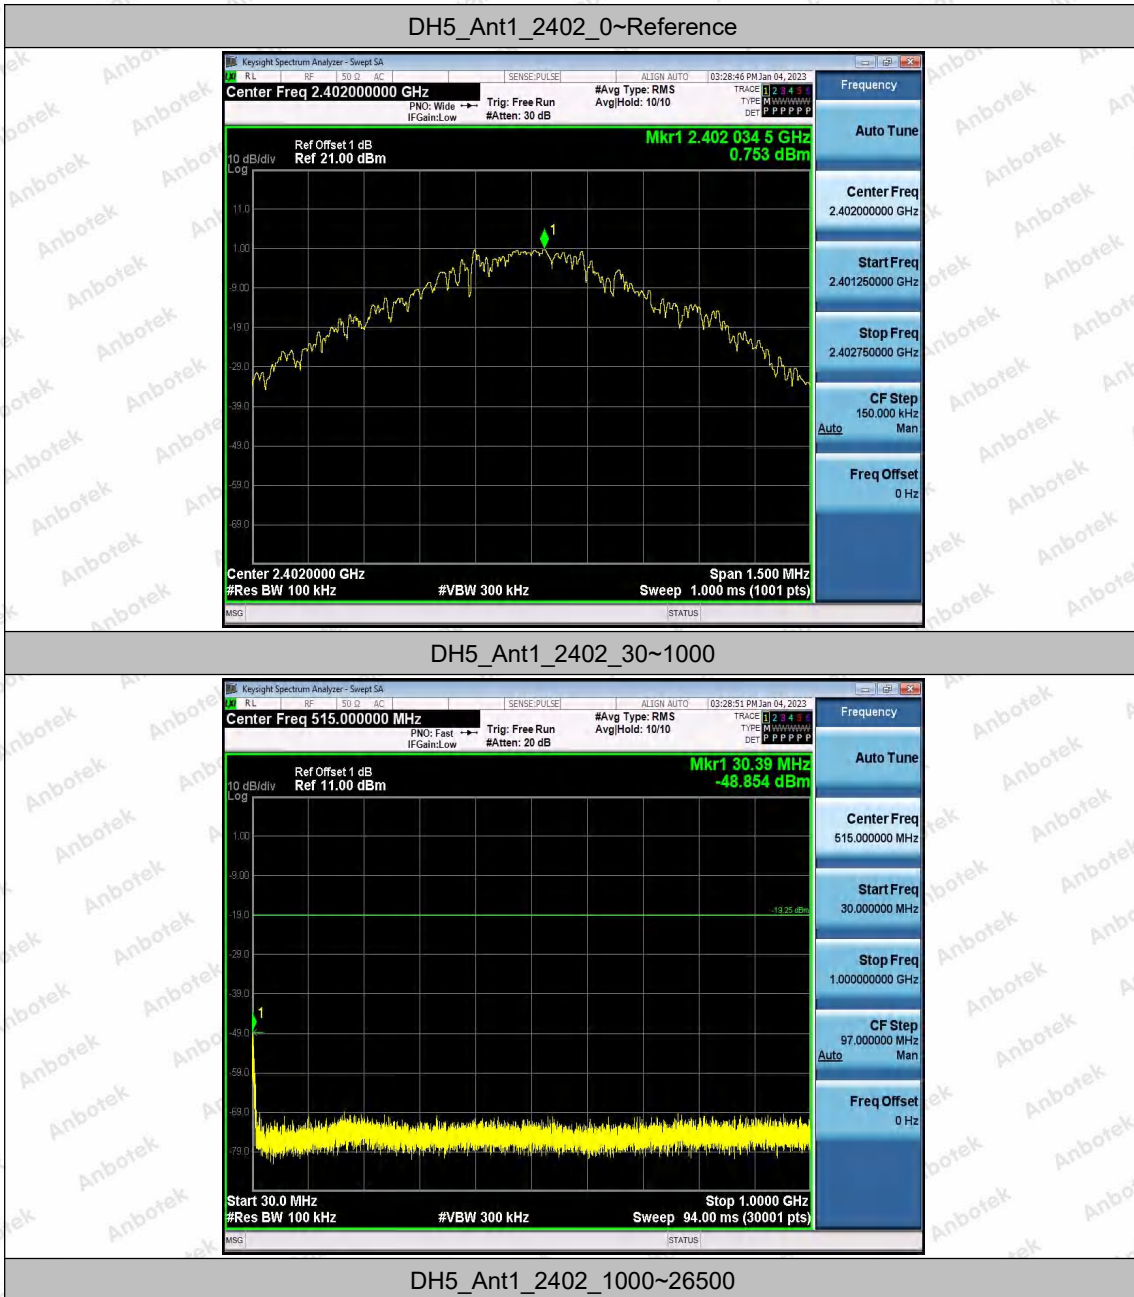 DH5_Ant1_2402_0~Reference
Keysight Spectrum Analyzer - Swept SA
RL RF 50 Ω AC SENSE:PULSE ALIGN AUTO 03:28:46 PM Jan 04, 2023
Center Freq 2.402000000 GHz
PNO: Wide
IFGain:Low
Trig: Free Run
#Atten: 30 dB
#Avg Type: RMS
Avg|Hold: 10/10
TRACE 1 2 3 4 5 6
TYPE M WWWWW
DET P P P P P P
Frequency
Mkr1 2.402 034 5 GHz
0.753 dBm
Ref Offset 1 dB
10 dB/div Ref 21.00 dBm
Log
11.0
1.00
-9.00
-19.0
-29.0
-39.0
-49.0
-59.0
-69.0
1
Center 2.4020000 GHz Span 1.500 MHz
#Res BW 100 kHz #VBW 300 kHz Sweep 1.000 ms (1001 pts)
MSG STATUS
Auto Tune
Center Freq
2.402000000 GHz
Start Freq
2.401250000 GHz
Stop Freq
2.402750000 GHz
CF Step
150.000 kHz
Auto Man
Freq Offset
0 Hz
DH5_Ant1_2402_30~1000
Keysight Spectrum Analyzer - Swept SA
RL RF 50 Ω AC SENSE:PULSE ALIGN AUTO 03:28:51 PM Jan 04, 2023
Center Freq 515.000000 MHz
PNO: Fast
IFGain:Low
Trig: Free Run
#Atten: 20 dB
#Avg Type: RMS
Avg|Hold: 10/10
TRACE 1 2 3 4 5 6
TYPE M WWWWW
DET P P P P P P
Frequency
Mkr1 30.39 MHz
-48.854 dBm
Ref Offset 1 dB
10 dB/div Ref 11.00 dBm
Log
1.00
-9.00
-19.0
-29.0
-39.0
-49.0
-59.0
-69.0
-79.0
-19.25 dBm
1
Start 30.0 MHz Stop 1.0000 GHz
#Res BW 100 kHz #VBW 300 kHz Sweep 94.00 ms (30001 pts)
MSG STATUS
Auto Tune
Center Freq
515.000000 MHz
Start Freq
30.000000 MHz
Stop Freq
1.000000000 GHz
CF Step
97.000000 MHz
Auto Man
Freq Offset
0 Hz
DH5_Ant1_2402_1000~26500
Anbotek